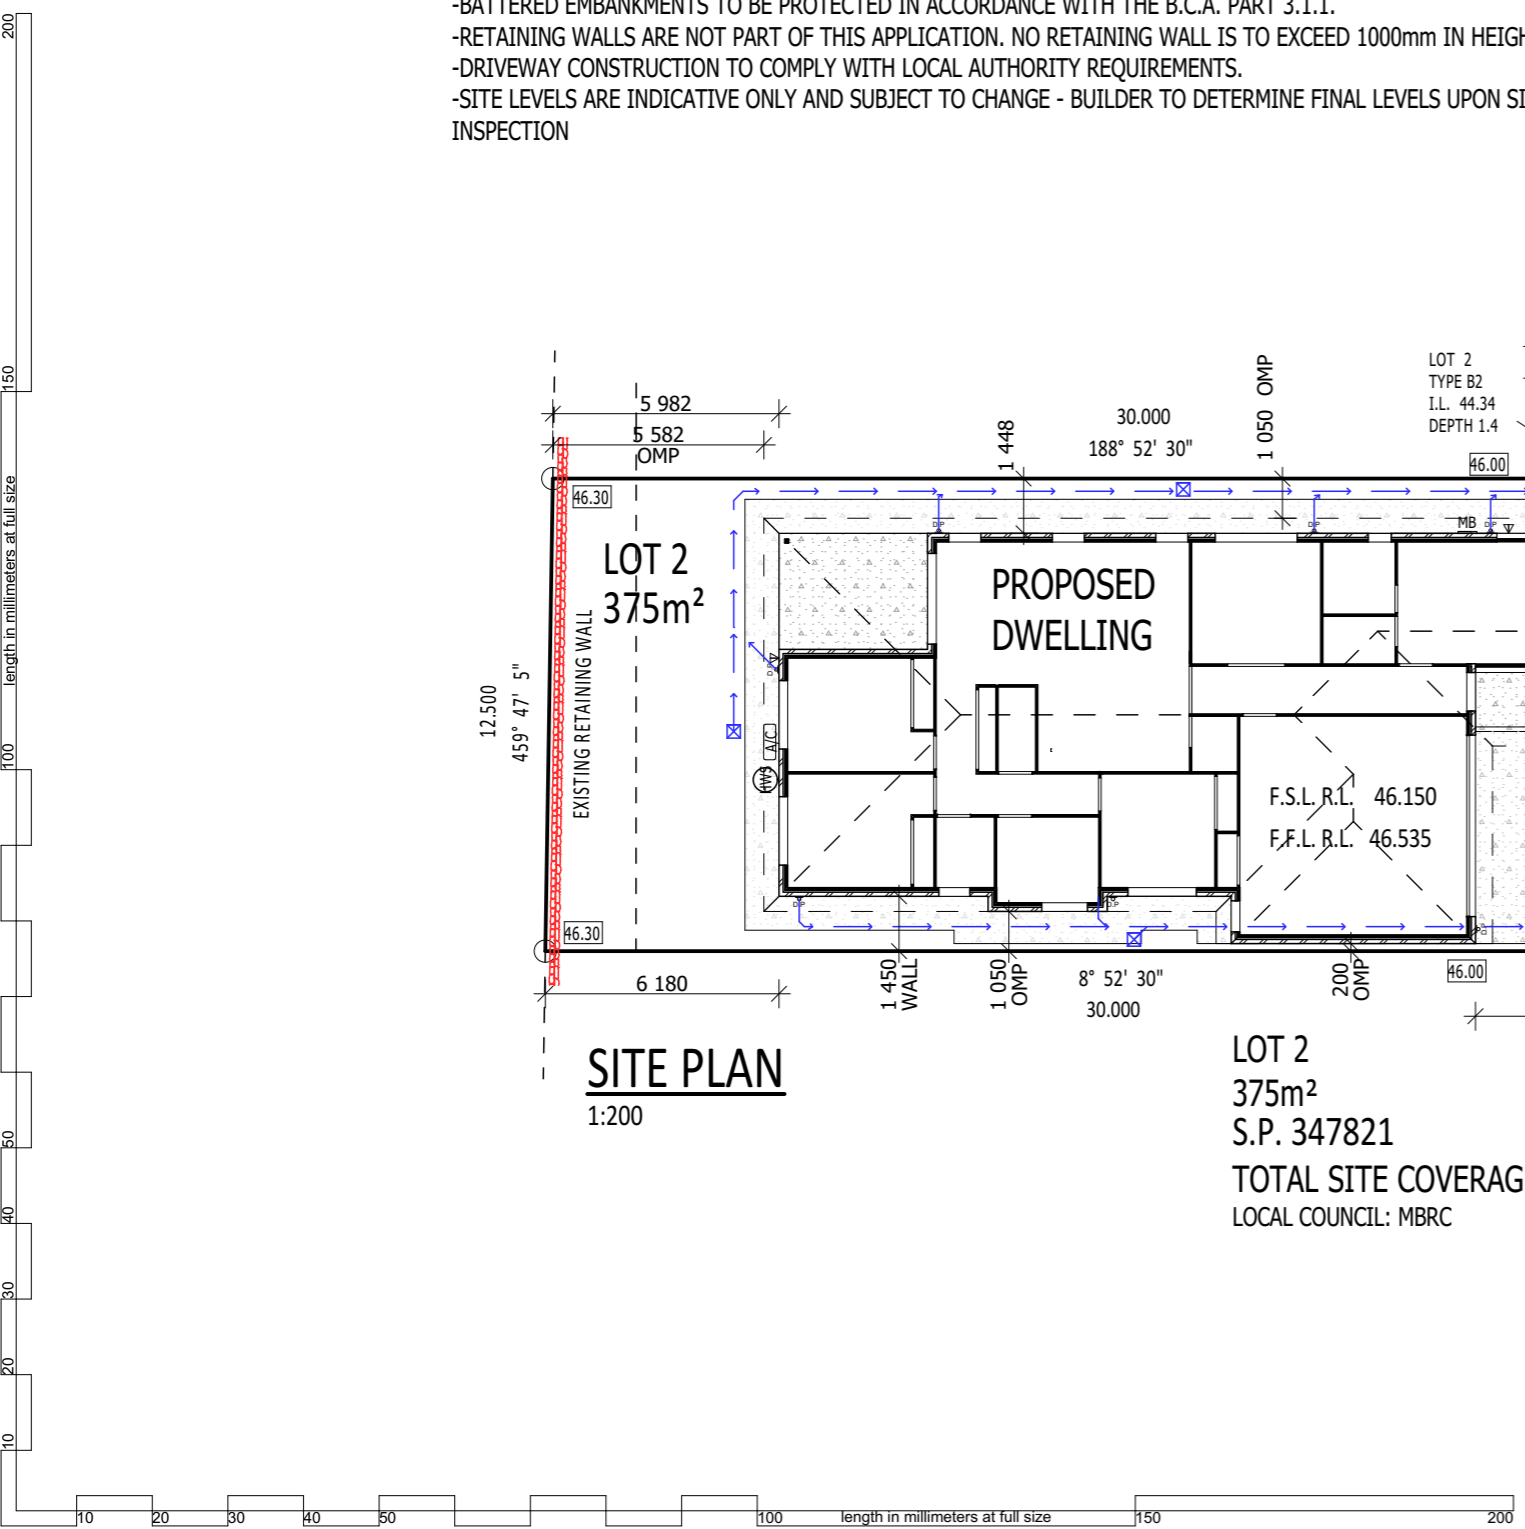 -BATTERED EMBANKMENTS TO BE PROTECTED IN ACCORDANCE WITH THE B.C.A. PART 3.1.1.
-RETAINING WALLS ARE NOT PART OF THIS APPLICATION. NO RETAINING WALL IS TO EXCEED 1000mm IN HEIGH
-DRIVEWAY CONSTRUCTION TO COMPLY WITH LOCAL AUTHORITY REQUIREMENTS.
-SITE LEVELS ARE INDICATIVE ONLY AND SUBJECT TO CHANGE - BUILDER TO DETERMINE FINAL LEVELS UPON SI
INSPECTION
LOT 2
TYPE B2
I.L. 44.34
DEPTH 1.4
5 982
5 582
OMP
1 448
30.000
188° 52' 30"
1 050 OMP
46.00
46.30
MB
D.P
D.P
D.P
LOT 2
375m²
PROPOSED
DWELLING
EXISTING RETAINING WALL
12.500
459° 47' 5"
D.P
A/C
HWS
F.S.L. R.L. 46.150
F.F.L. R.L. 46.535
46.30
D.P
D.P
D.P
6 180
1 450
WALL
1 050
OMP
8° 52' 30"
30.000
200
OMP
46.00
SITE PLAN
1:200
LOT 2
375m²
S.P. 347821
TOTAL SITE COVERAG
LOCAL COUNCIL: MBRC
200
150
length in millimeters at full size
100
50
40
30
20
10
10
20
30
40
50
100
length in millimeters at full size
150
200